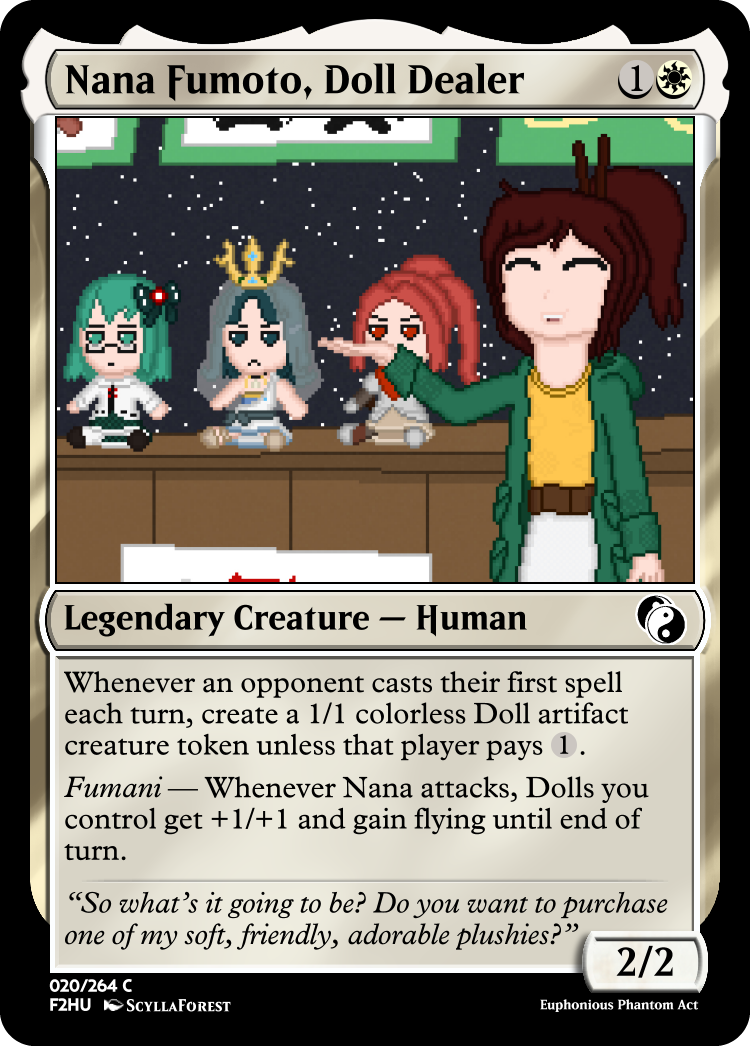 Nana Fumoto, Doll Dealer 1
Legendary Creature — Human
Whenever an opponent casts their first spell
each turn, create a 1/1 colorless Doll artifact
creature token unless that player pays 1.
Fumani — Whenever Nana attacks, Dolls you
control get +1/+1 and gain flying until end of
turn.
“So what’s it going to be? Do you want to purchase
one of my soft, friendly, adorable plushies?”
2/2
020/264 C
F2HU ScyllaForest
Euphonious Phantom Act